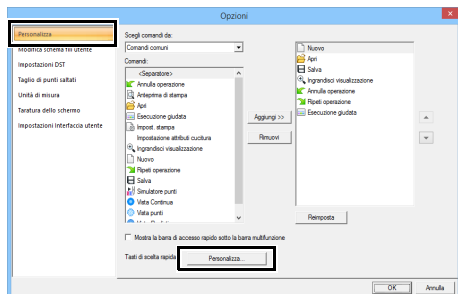 Opzioni
Personalizza
Modifica schema fili utente
Impostazioni DST
Taglio di punti saltati
Unità di misura
Taratura dello schermo
Impostazioni Interfaccia utente
Scegli comandi da:
Comandi comuni
Comandi:
<Separatore>
Annulla operazione
Anteprima di stampa
Apri
Esecuzione giudata
Impost. stampa
Impostazione attributi cucitura
Ingrandisci visualizzazione
Nuovo
Ripeti operazione
Salva
Simulatore punti
Vista Continua
Vista punti
Aggiungi >>
Rimuovi
Nuovo
Apri
Salva
Ingrandisci visualizzazione
Annulla operazione
Ripeti operazione
Esecuzione giudata
Reimposta
Mostra la barra di accesso rapido sotto la barra multifunzione
Tasti di scelta rapida
Personalizza...
OK
Annulla